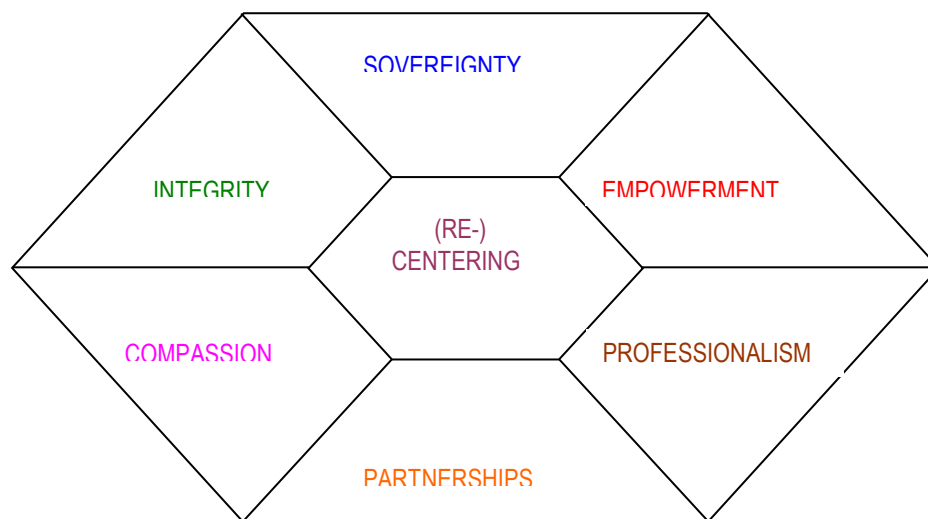 SOVEREIGNTY
INTEGRITY
EMPOWERMENT
(RE-)
CENTERING
COMPASSION
PROFESSIONALISM
PARTNERSHIPS